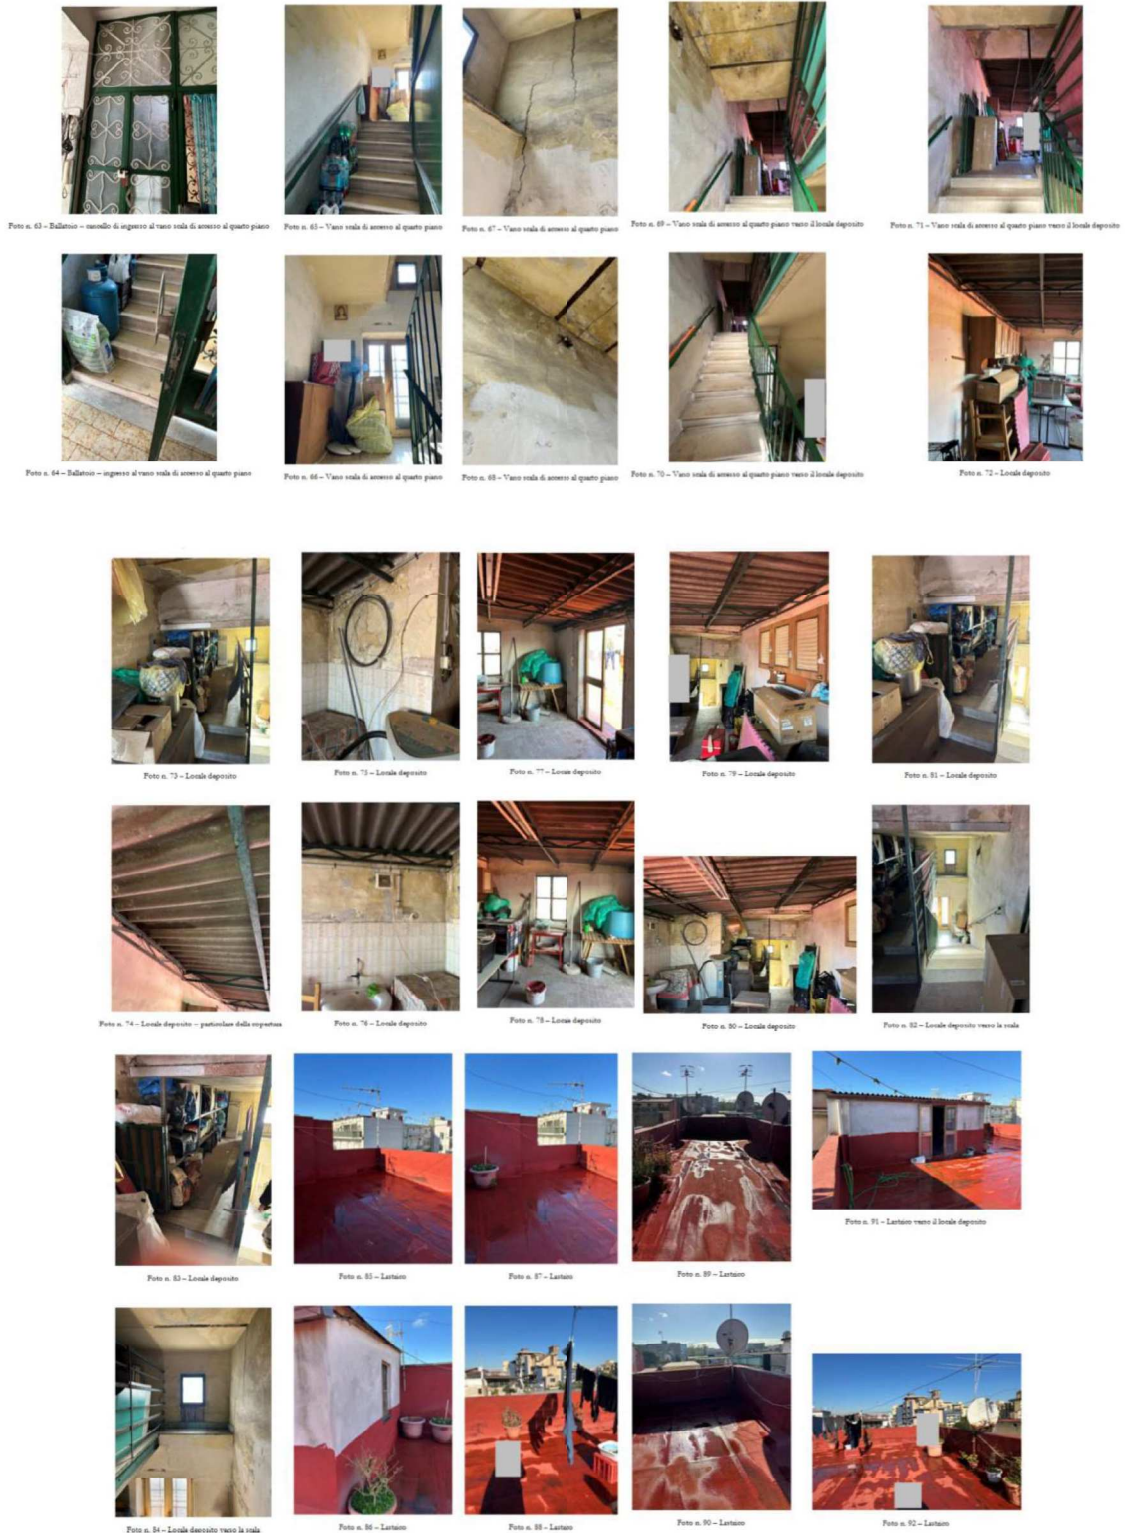 Foto n. 63 – Ballatoio – cancello di ingresso al vano scala di accesso al quarto piano
Foto n. 65 – Vano scala di accesso al quarto piano
Foto n. 67 – Vano scala di accesso al quarto piano
Foto n. 69 – Vano scala di accesso al quarto piano verso il locale deposito
Foto n. 71 – Vano scala di accesso al quarto piano verso il locale deposito
Foto n. 64 – Ballatoio – ingresso al vano scala di accesso al quarto piano
Foto n. 66 – Vano scala di accesso al quarto piano
Foto n. 68 – Vano scala di accesso al quarto piano
Foto n. 70 – Vano scala di accesso al quarto piano verso il locale deposito
Foto n. 72 – Locale deposito
Foto n. 73 – Locale deposito
Foto n. 75 – Locale deposito
Foto n. 77 – Locale deposito
Foto n. 79 – Locale deposito
Foto n. 81 – Locale deposito
Foto n. 74 – Locale deposito – particolare della copertura
Foto n. 76 – Locale deposito
Foto n. 78 – Locale deposito
Foto n. 80 – Locale deposito
Foto n. 82 – Locale deposito verso la scala
Foto n. 83 – Locale deposito
Foto n. 85 – Lastrico
Foto n. 87 – Lastrico
Foto n. 89 – Lastrico
Foto n. 91 – Lastrico verso il locale deposito
Foto n. 84 – Locale deposito verso la scala
Foto n. 86 – Lastrico
Foto n. 88 – Lastrico
Foto n. 90 – Lastrico
Foto n. 92 – Lastrico